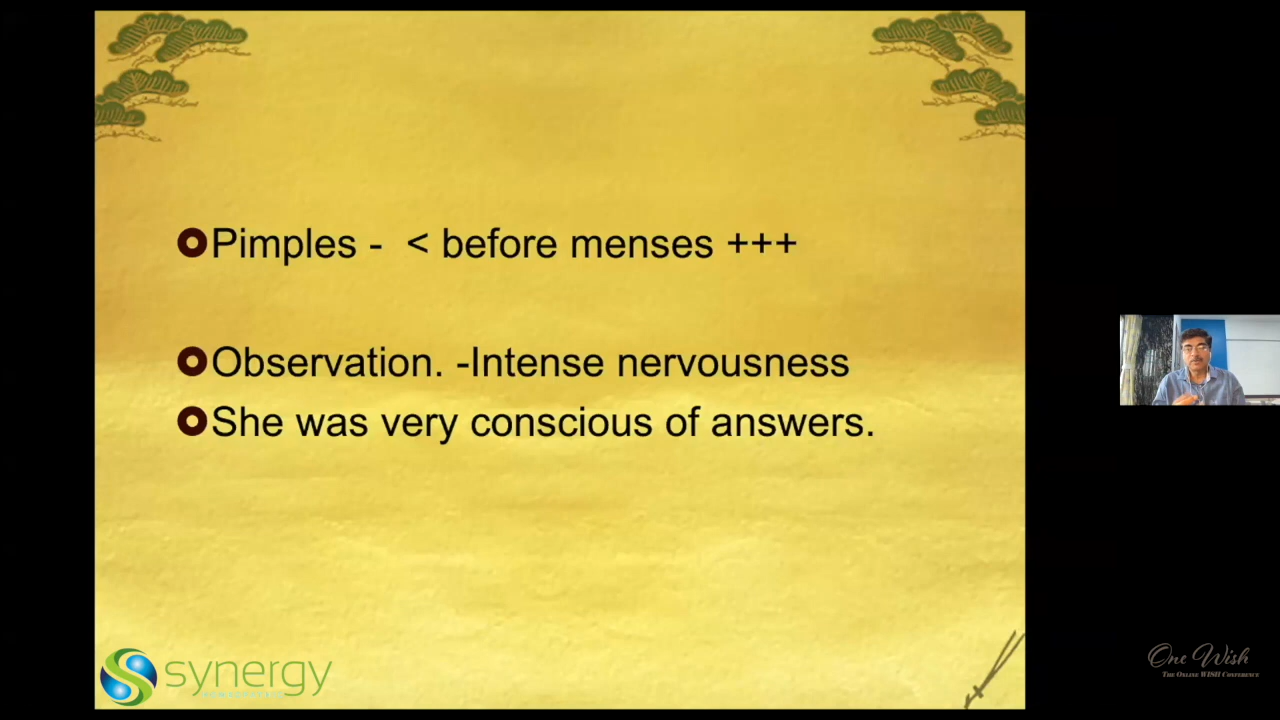 Pimples -  < before menses +++
Observation. -Intense nervousness
She was very conscious of answers.
synergy
One Wish
The Online WISH Conference